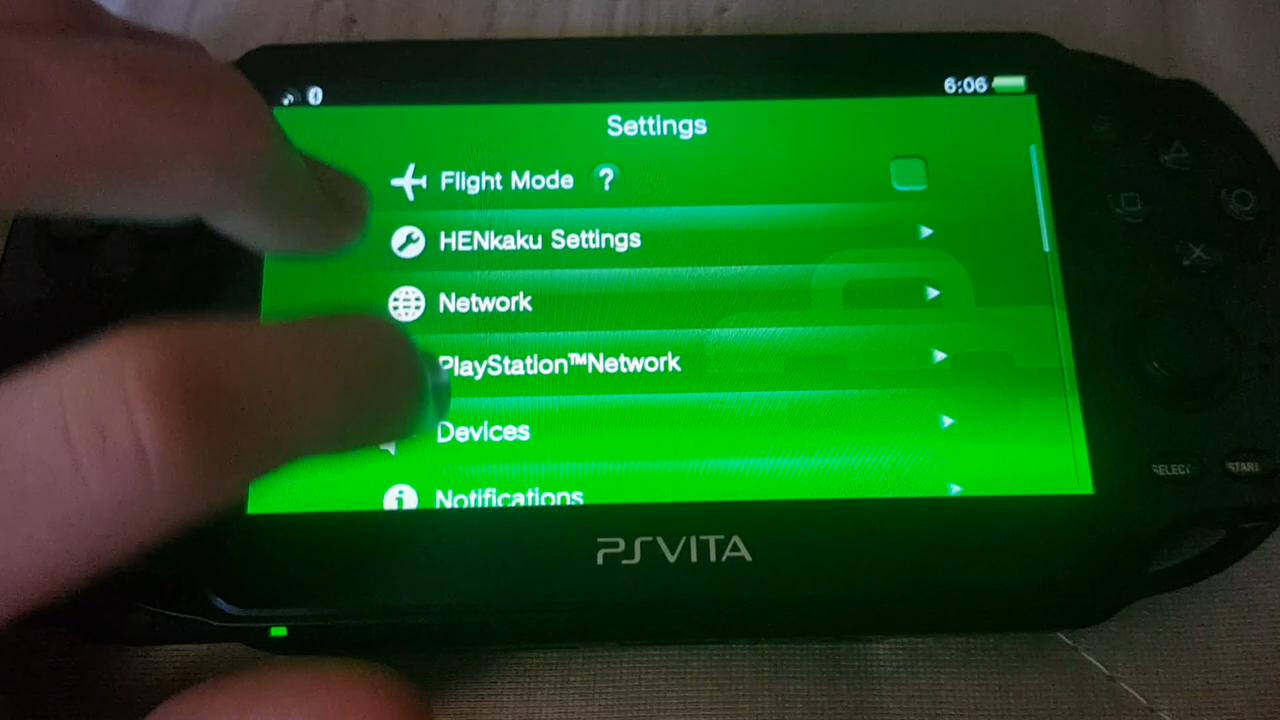 6:06
Settings
Flight Mode ?
HENkaku Settings
Network
PlayStation™Network
Devices
Notifications
SELECT START
PSVITA